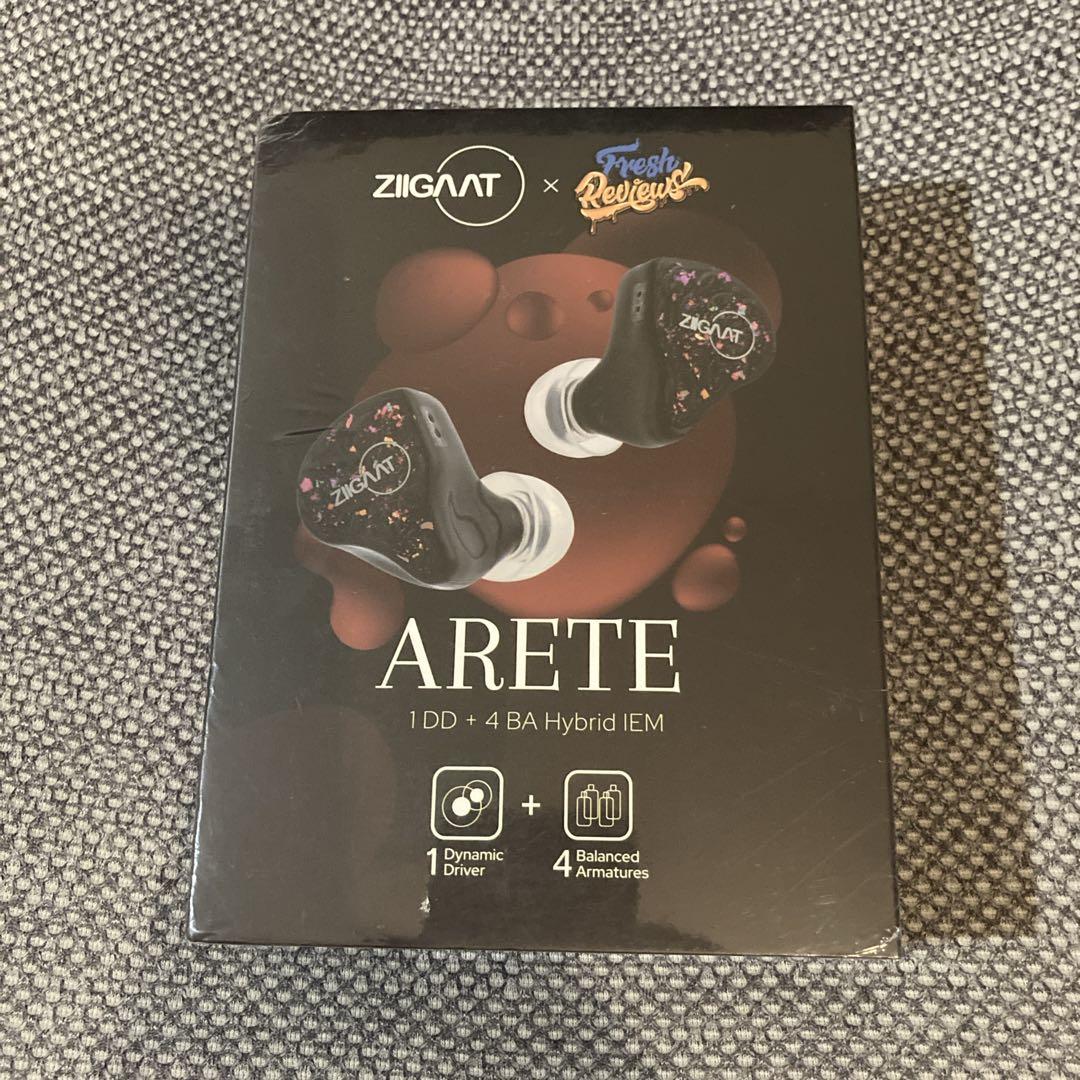 ZIIGAAT × Fresh Reviews
ZIIGAAT
ZIIGAAT
ARETE
1 DD + 4 BA Hybrid IEM
+
1 Dynamic Driver
4 Balanced Armatures